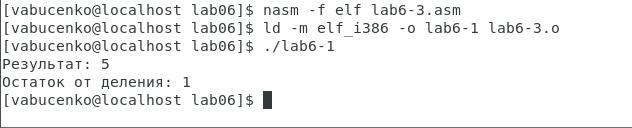 [vabucenko@localhost lab06]$ nasm -f elf lab6-3.asm
[vabucenko@localhost lab06]$ ld -m elf_i386 -o lab6-1 lab6-3.o
[vabucenko@localhost lab06]$ ./lab6-1
Результат: 5
Остаток от деления: 1
[vabucenko@localhost lab06]$